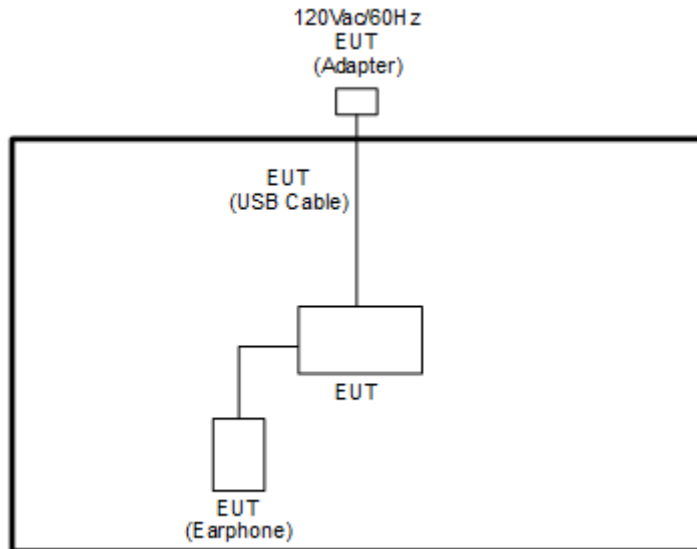 120Vac/60Hz
EUT
(Adapter)
EUT
(USB Cable)
EUT
EUT
(Earphone)